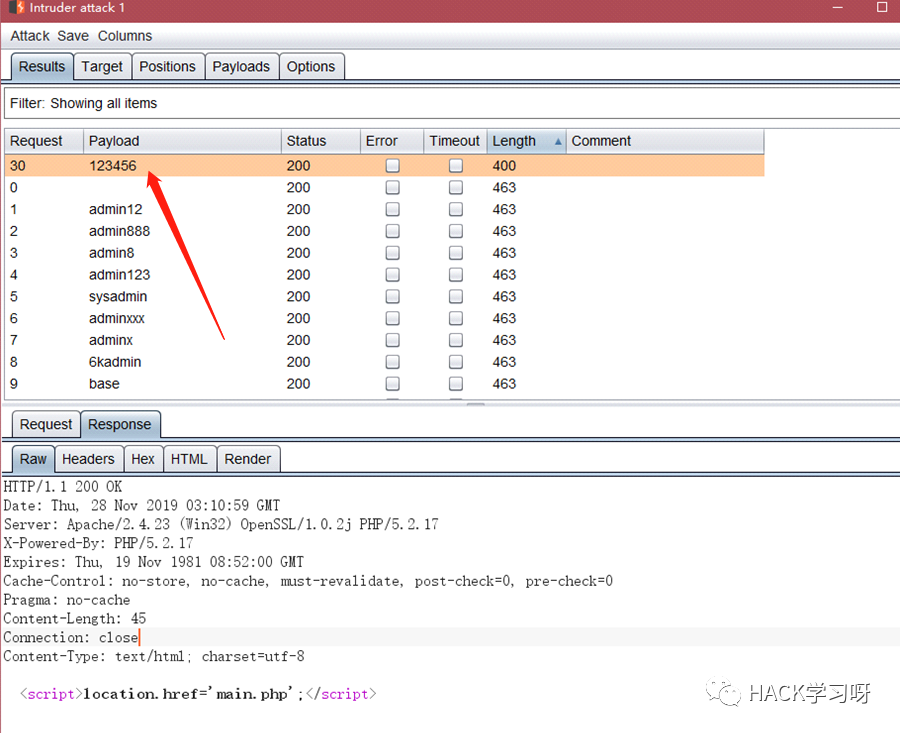 Intruder attack 1
Attack Save Columns
Results Target Positions Payloads Options
Filter: Showing all items
Request Payload Status Error Timeout Length Comment
30 123456 200 400
0 200 463
1 admin12 200 463
2 admin888 200 463
3 admin8 200 463
4 admin123 200 463
5 sysadmin 200 463
6 adminxxx 200 463
7 adminx 200 463
8 6kadmin 200 463
9 base 200 463
Request Response
Raw Headers Hex HTML Render
HTTP/1.1 200 OK
Date: Thu, 28 Nov 2019 03:10:59 GMT
Server: Apache/2.4.23 (Win32) OpenSSL/1.0.2j PHP/5.2.17
X-Powered-By: PHP/5.2.17
Expires: Thu, 19 Nov 1981 08:52:00 GMT
Cache-Control: no-store, no-cache, must-revalidate, post-check=0, pre-check=0
Pragma: no-cache
Content-Length: 45
Connection: close
Content-Type: text/html; charset=utf-8
<script>location.href='main.php';</script>
HACK学习呀